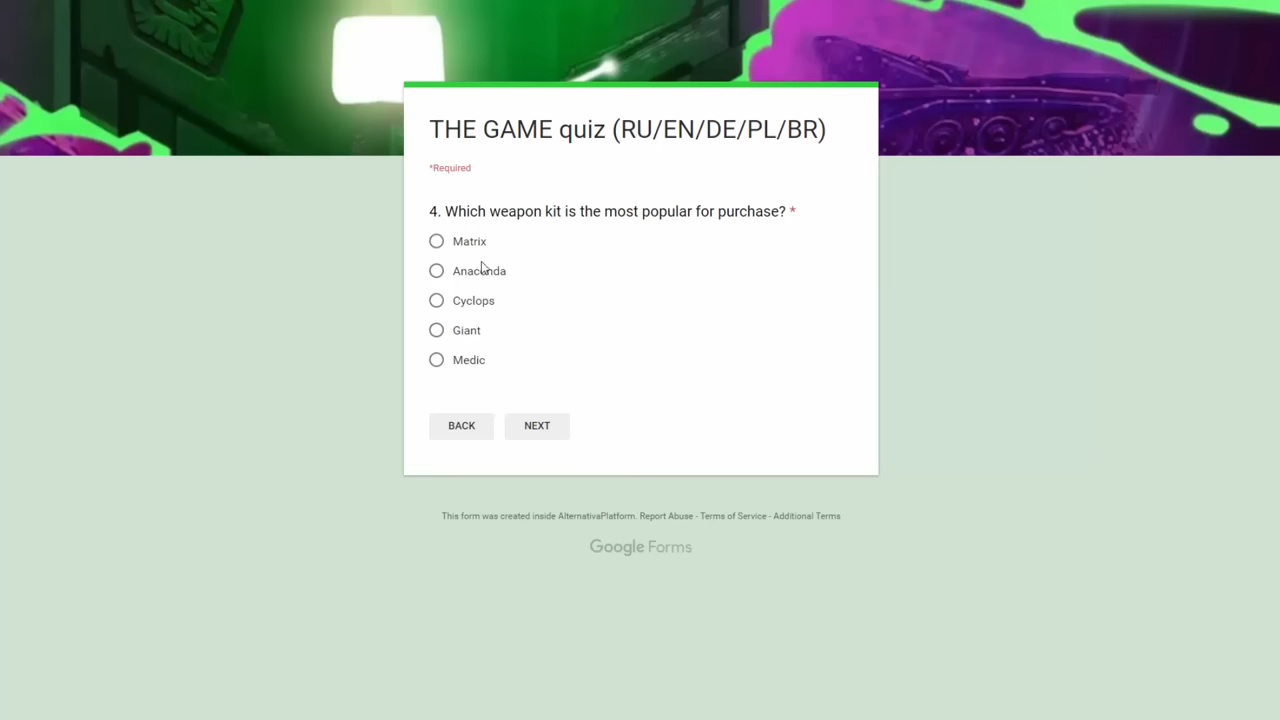 THE GAME quiz (RU/EN/DE/PL/BR)
*Required
4. Which weapon kit is the most popular for purchase? *
Matrix
Anaconda
Cyclops
Giant
Medic
BACK NEXT
This form was created inside AlternativaPlatform. Report Abuse - Terms of Service - Additional Terms
Google Forms